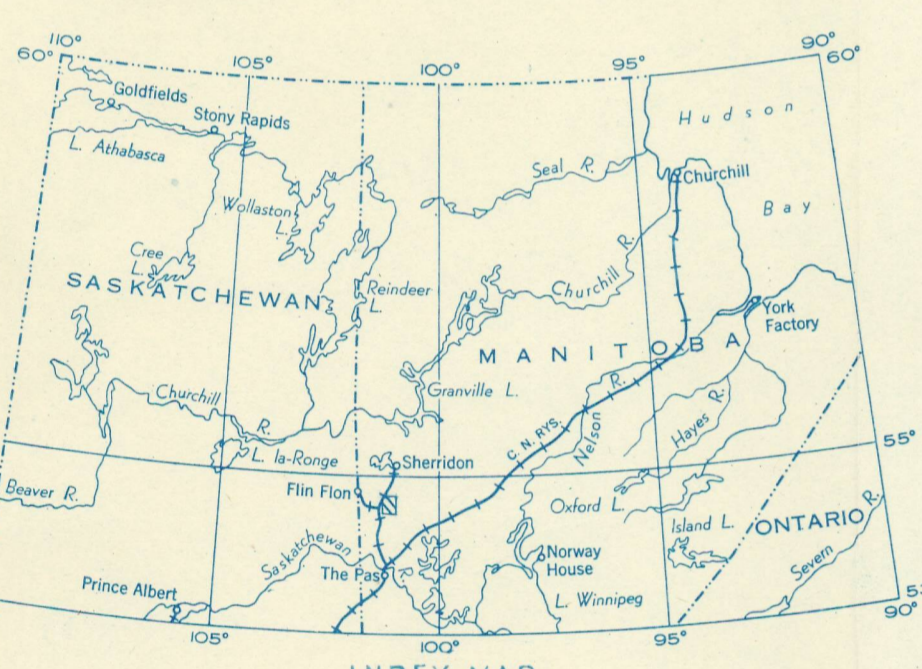 110°
60°
105°
100°
95°
90°
60°
Goldfields
Stony Rapids
L. Athabasca
Hudson
Bay
Seal R.
Churchill
Wollaston
L.
Cree
L.
SASKATCHEWAN
Reindeer
L.
Churchill R.
York
Factory
MANITOBA
Granville L.
Churchill
R.
L. la-Ronge
Sherridon
C. N. RYS.
Nelson
R.
Hayes R.
55°
Beaver R.
Flin Flon
Oxford L.
Island L.
ONTARIO
Severn R.
Saskatchewan
R.
The Pas
Norway
House
Prince Albert
L. Winnipeg
105°
100°
95°
90°
INDEX MAP